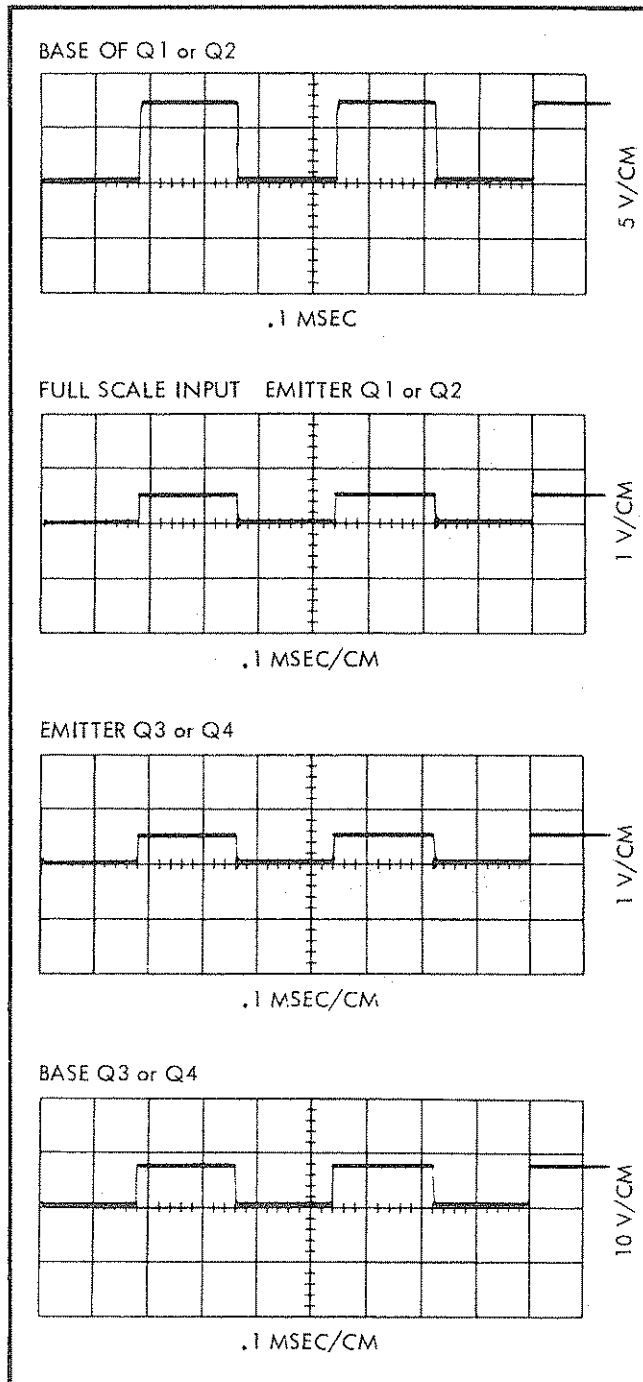 BASE OF Q1 or Q2
5 V/CM
.1 MSEC
FULL SCALE INPUT EMITTER Q1 or Q2
1 V/CM
.1 MSEC/CM
EMITTER Q3 or Q4
1 V/CM
.1 MSEC/CM
BASE Q3 or Q4
10 V/CM
.1 MSEC/CM